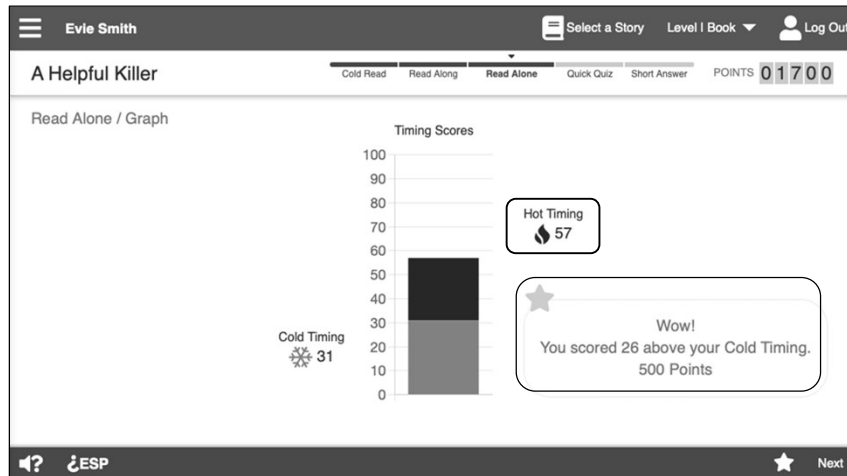 Evie Smith
Select a Story
Level I Book
Log Out
A Helpful Killer
Cold Read
Read Along
Read Alone
Quick Quiz
Short Answer
POINTS 01700
Read Alone / Graph
Timing Scores
100
90
80
70
60
50
40
30
20
10
0
Hot Timing
57
Cold Timing
31
Wow!
You scored 26 above your Cold Timing.
500 Points
?
¿ESP
Next